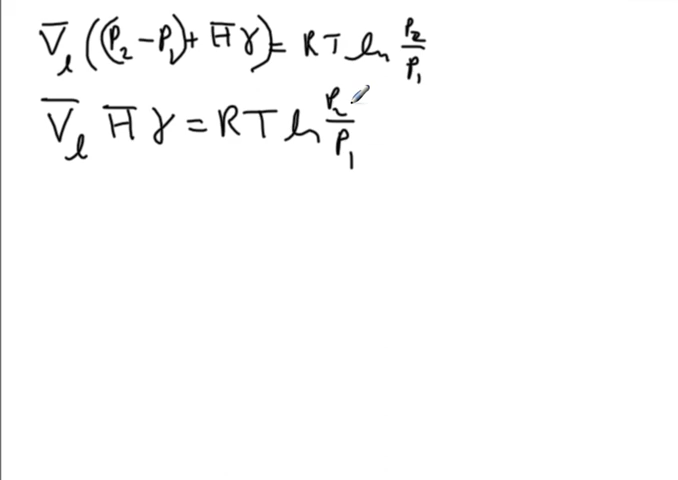 V̅ₗ((P₂ − P₁) + H̅γ) = RT ln P₂/P₁
V̅ₗ H̅γ = RT ln P₂/P₁